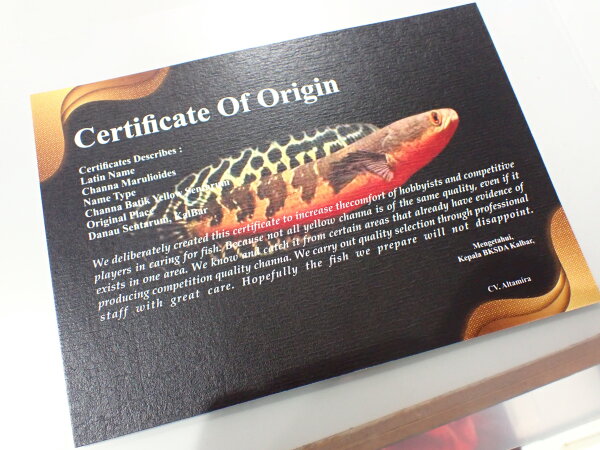 Certificate Of Origin
Certificates Describes :
Latin Name
Channa Marulioides
Name Type
Channa Batik Yellow Sentarum
Original Place
Danau Sentarum, KalBar
We deliberately created this certificate to increase thecomfort of hobbyists and competitive
players in caring for fish. Because not all yellow channa is of the same quality, even if it
exists in one area. We know and catch it from certain areas that already have evidence of
producing competition quality channa. We carry out quality selection through professional
staff with great care. Hopefully the fish we prepare will not disappoint.
Mengetahui,
Kepala BKSDA Kalbar,
CV. Altamira